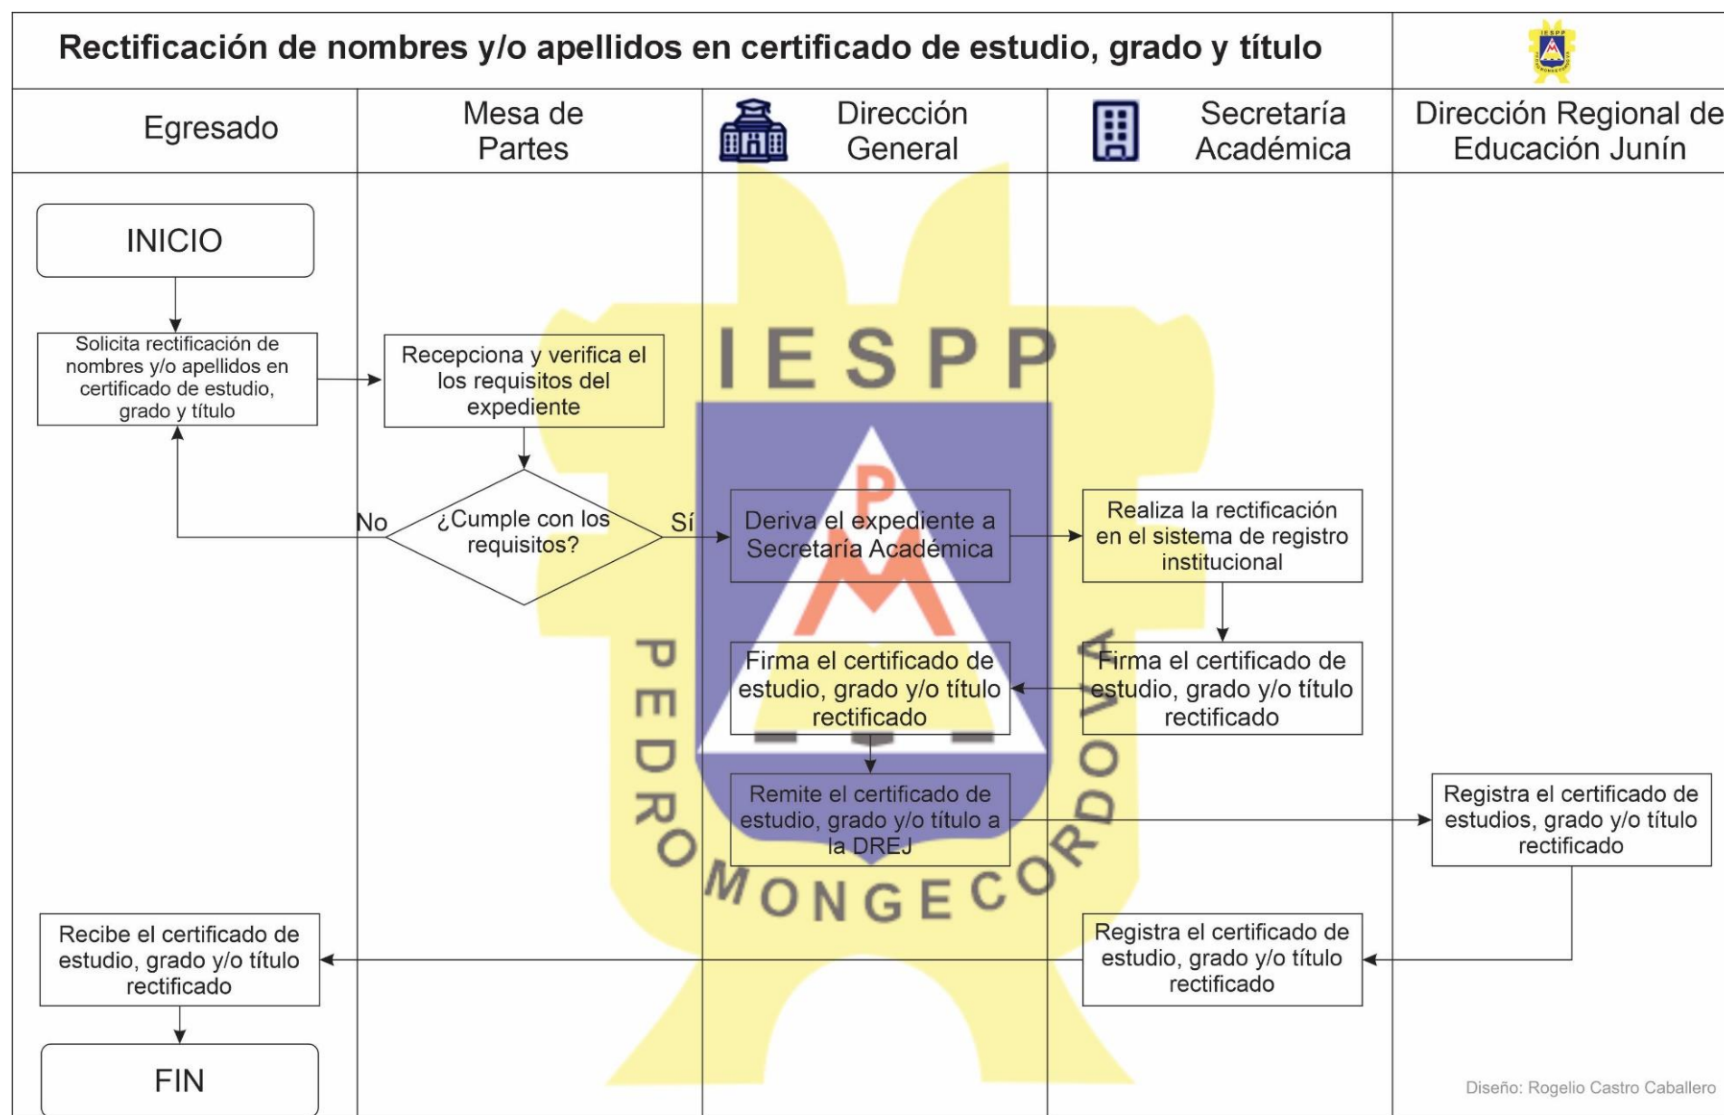 Rectificación de nombres y/o apellidos en certificado de estudio, grado y título
IESPP
Egresado
Mesa de
Partes
Dirección
General
Secretaría
Académica
Dirección Regional de
Educación Junín
INICIO
Solicita rectificación de
nombres y/o apellidos en
certificado de estudio,
grado y título
Recepciona y verifica el
los requisitos del
expediente
¿Cumple con los
requisitos?
No
Sí
Deriva el expediente a
Secretaría Académica
Realiza la rectificación
en el sistema de registro
institucional
Firma el certificado de
estudio, grado y/o título
rectificado
Firma el certificado de
estudio, grado y/o título
rectificado
Remite el certificado de
estudio, grado y/o título a
la DREJ
Registra el certificado de
estudios, grado y/o título
rectificado
Registra el certificado de
estudio, grado y/o título
rectificado
Recibe el certificado de
estudio, grado y/o título
rectificado
FIN
IESPP
P
M
PEDRO MONGE CORDOVA
Diseño: Rogelio Castro Caballero